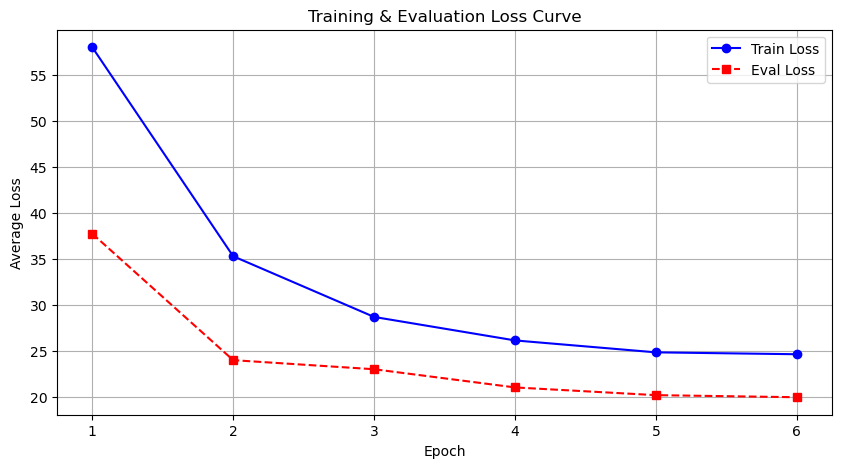 Training & Evaluation Loss Curve
Train Loss
Eval Loss
Average Loss
55
50
45
40
35
30
25
20
1 2 3 4 5 6
Epoch